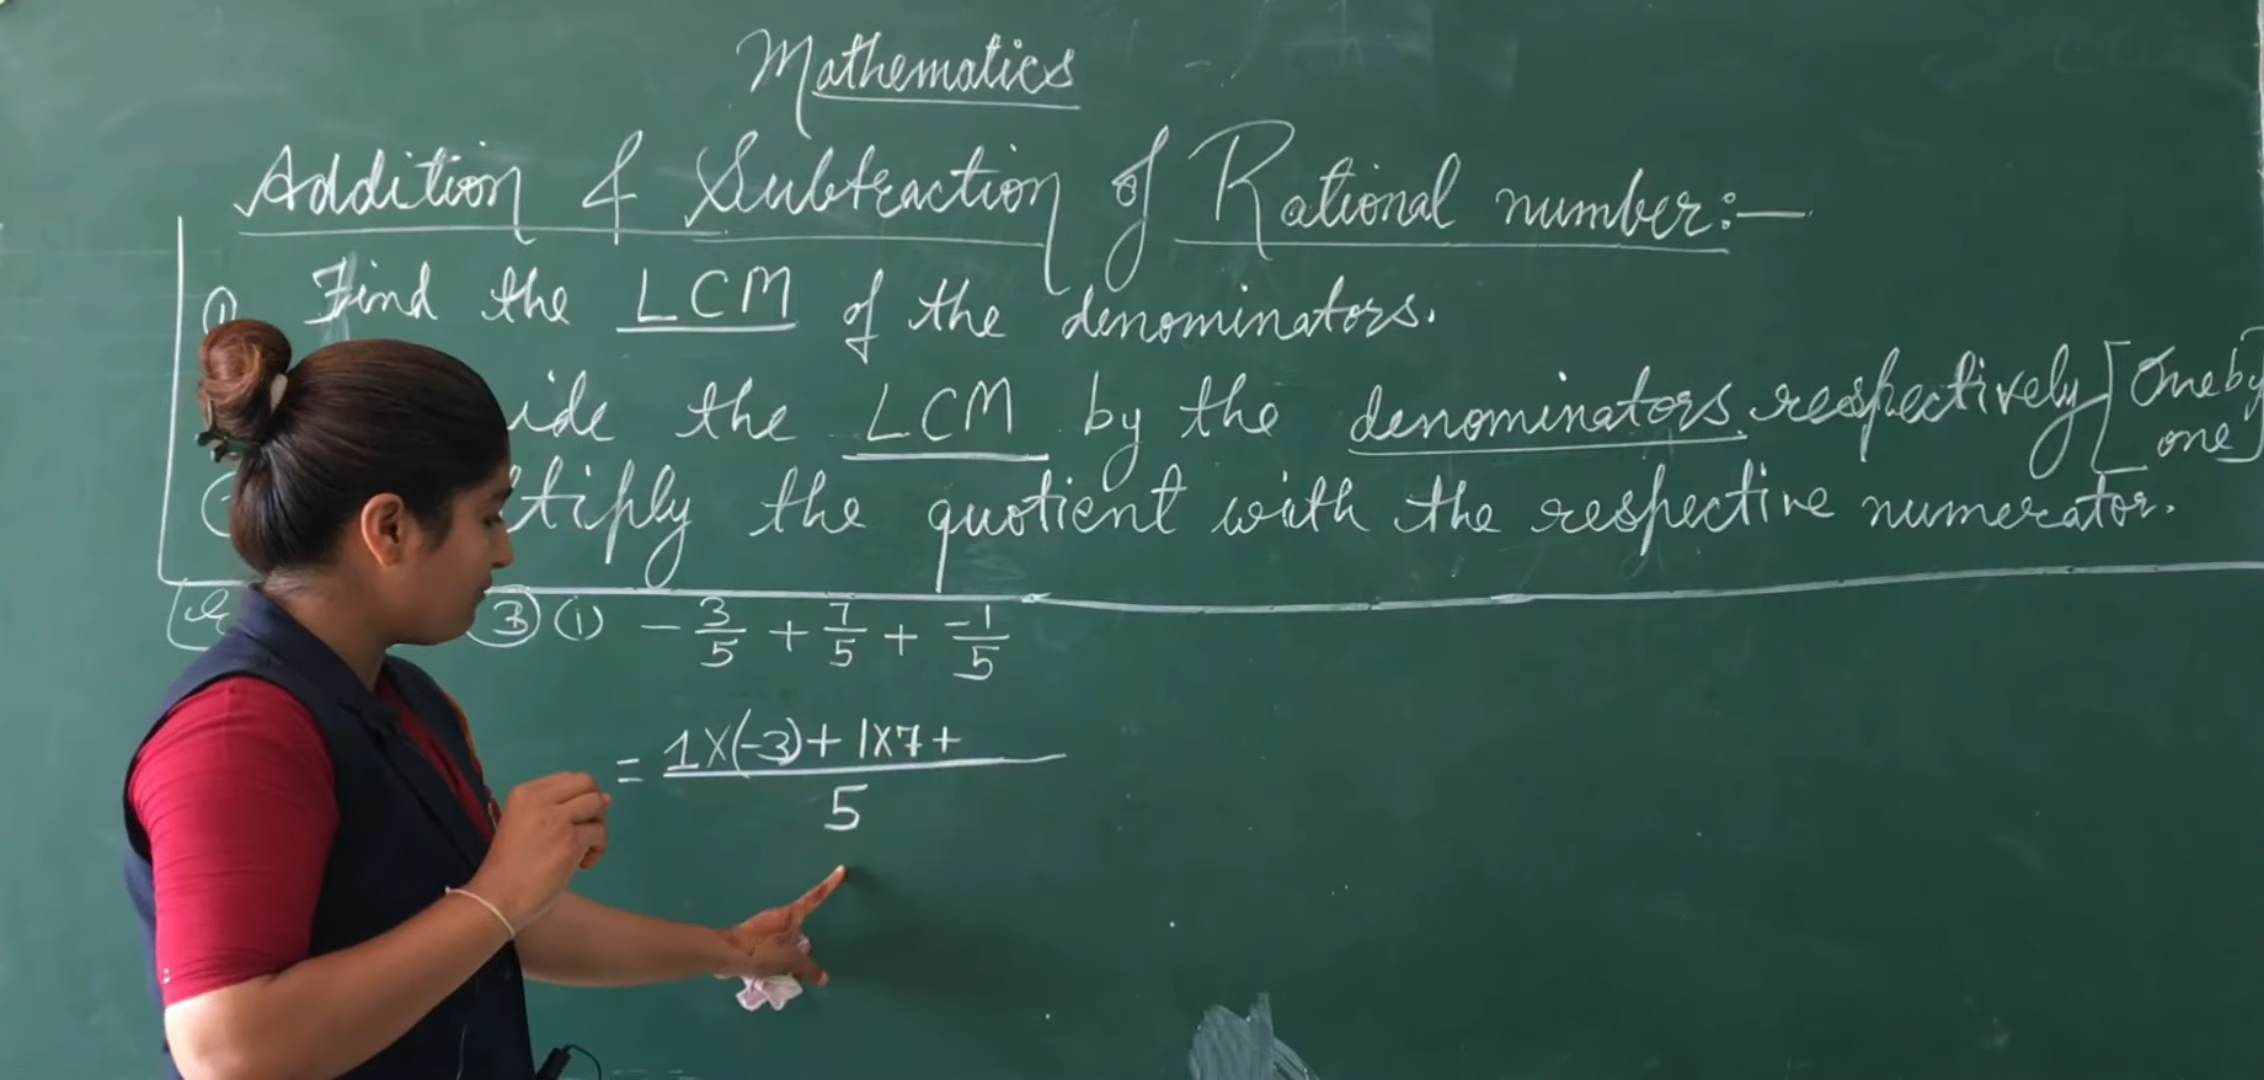 Mathematics
Addition & Subtraction of Rational number:—
① Find the LCM of the denominators.
ide the LCM by the denominators respectively [One by one]
tiply the quotient with the respective numerator.
③ (i) - 3/5 + 7/5 + -1/5
= 1×(-3) + 1×7 + / 5